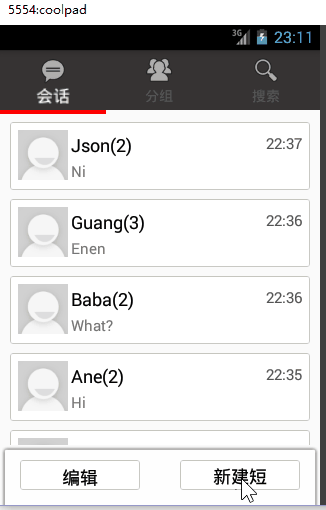 5554:coolpad
3G 23:11
会话 分组 搜索
Json(2) 22:37
Ni
Guang(3) 22:36
Enen
Baba(2) 22:36
What?
Ane(2) 22:35
Hi
编辑 新建短